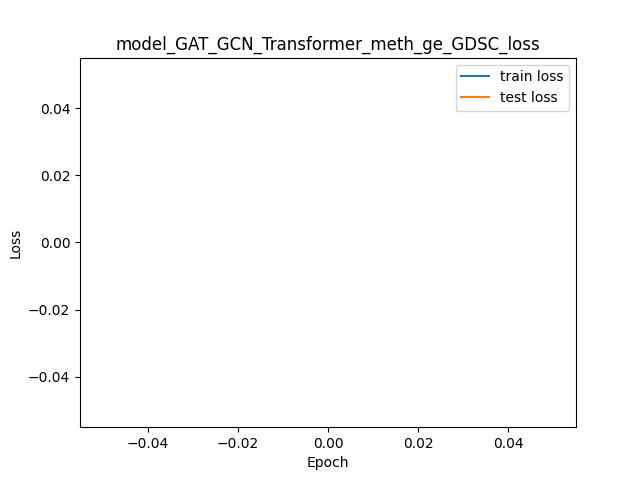 model_GAT_GCN_Transformer_meth_ge_GDSC_loss
train loss
test loss
0.04
0.02
0.00
−0.02
−0.04
Loss
−0.04 −0.02 0.00 0.02 0.04
Epoch